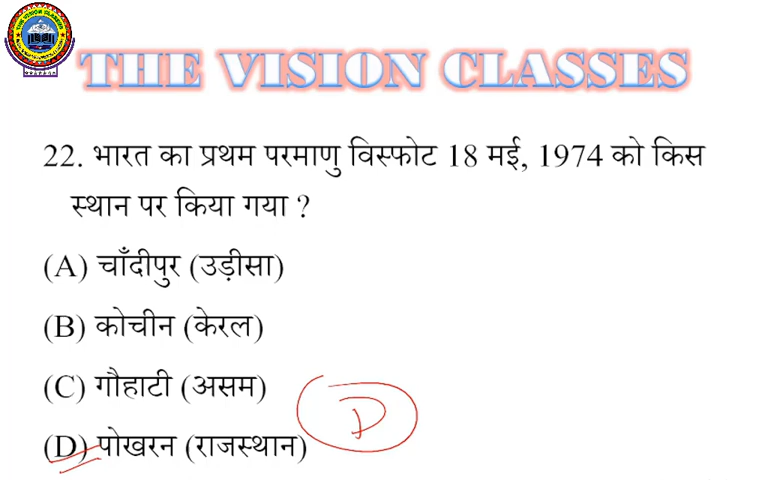 THE VISION CLASSES
22. भारत का प्रथम परमाणु विस्फोट 18 मई, 1974 को किस
स्थान पर किया गया ?
(A) चाँदीपुर (उड़ीसा)
(B) कोचीन (केरल)
(C) गौहाटी (असम)
D
(D) पोखरन (राजस्थान)